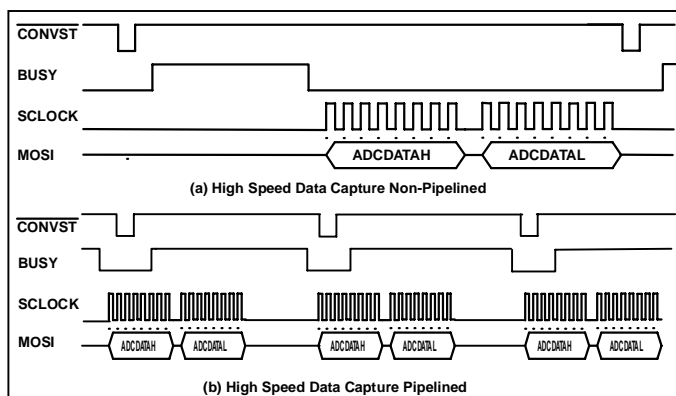 CONVST
BUSY
SCLOCK
MOSI ADCDATAH ADCDATAL
(a) High Speed Data Capture Non-Pipelined
CONVST
BUSY
SCLOCK
MOSI ADCDATAH ADCDATAL ADCDATAH ADCDATAL ADCDATAH ADCDATAL
(b) High Speed Data Capture Pipelined